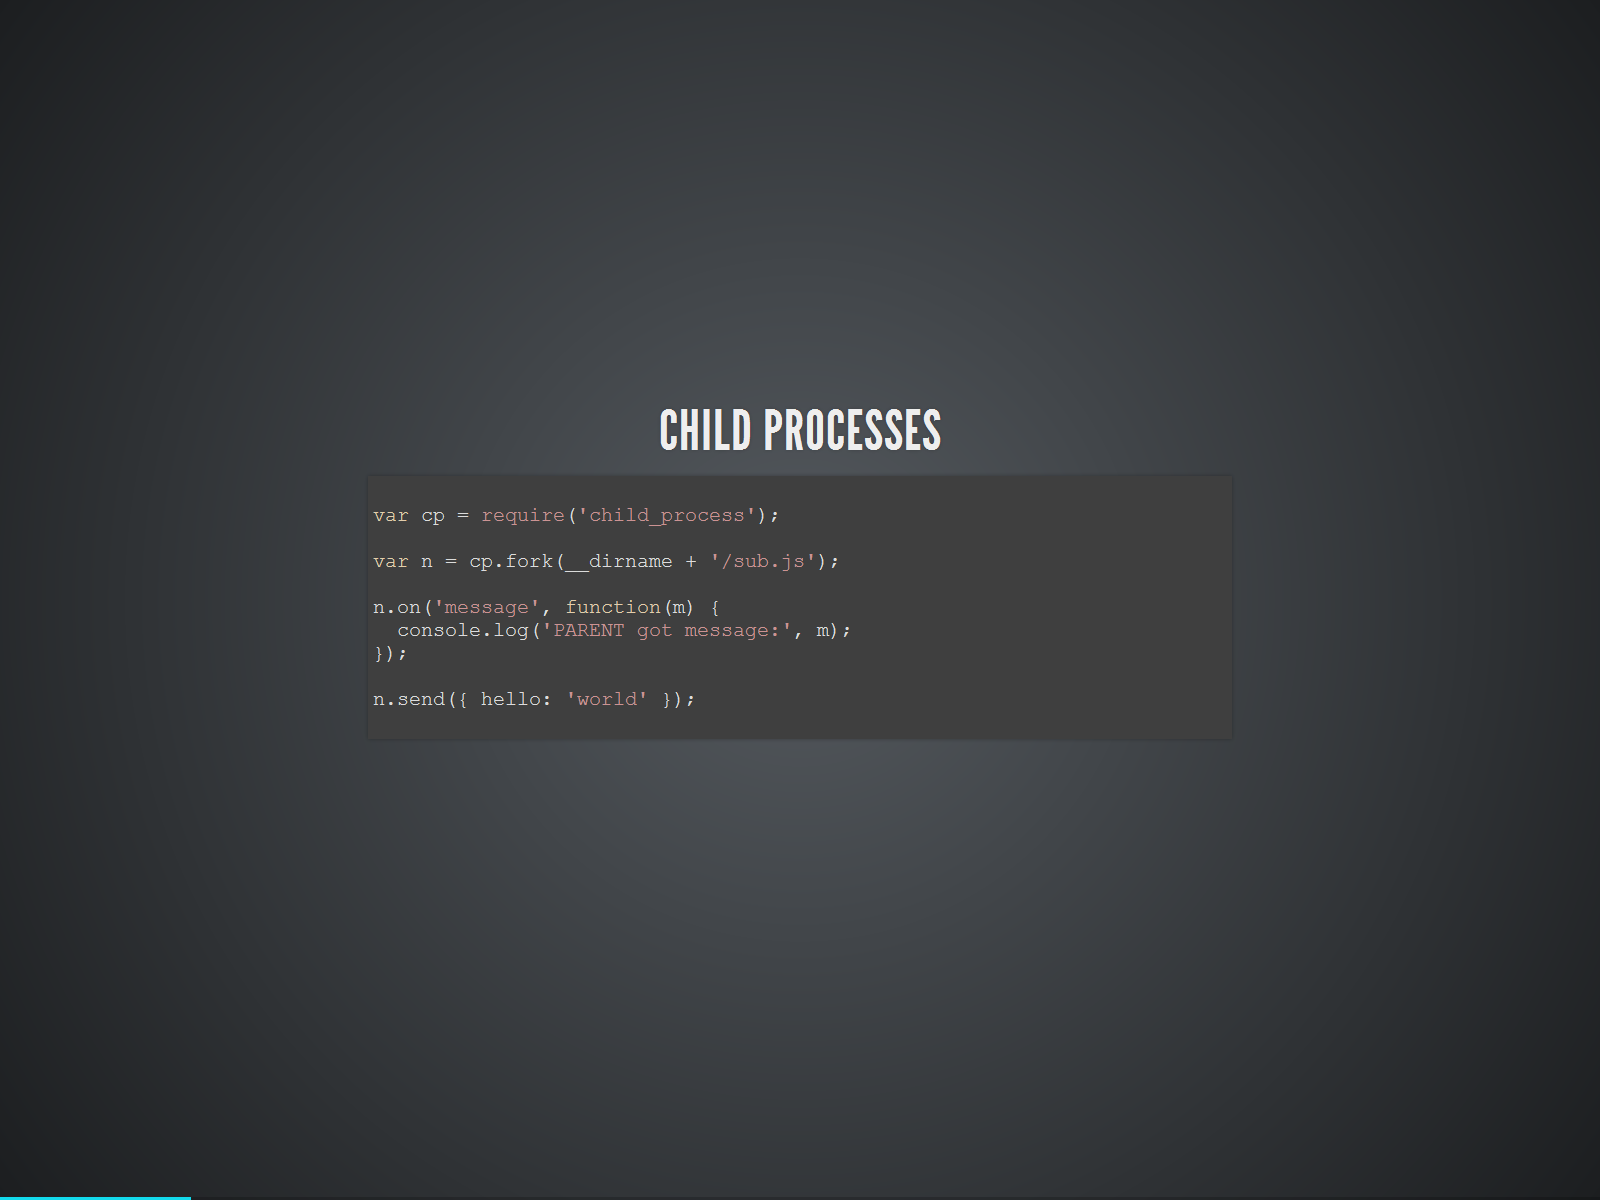 CHILD PROCESSES
var cp = require('child_process');
var n = cp.fork(__dirname + '/sub.js');
n.on('message', function(m) {
  console.log('PARENT got message:', m);
});
n.send({ hello: 'world' });